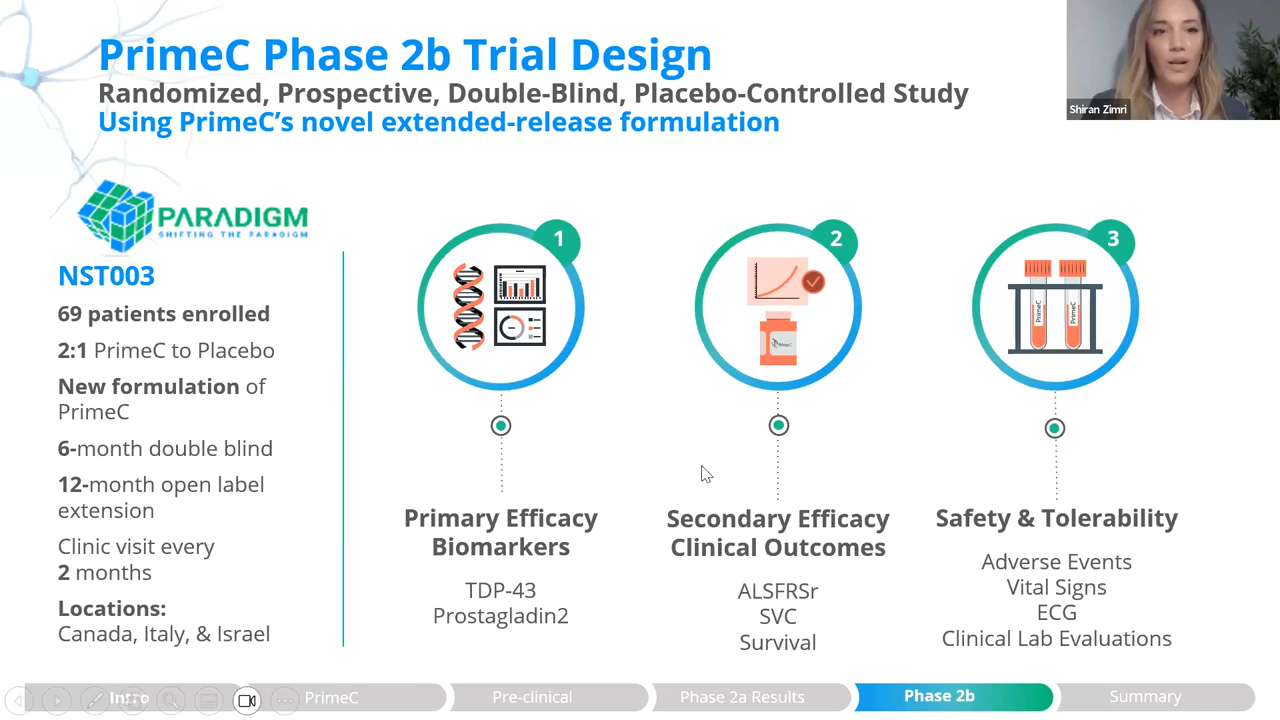 PrimeC Phase 2b Trial Design
Randomized, Prospective, Double-Blind, Placebo-Controlled Study
Using PrimeC's novel extended-release formulation
Shiran Zimri
PARADIGM
SHIFTING THE PARADIGM
NST003
69 patients enrolled
2:1 PrimeC to Placebo
New formulation of
PrimeC
6-month double blind
12-month open label
extension
Clinic visit every
2 months
Locations:
Canada, Italy, & Israel
1
Primary Efficacy
Biomarkers
TDP-43
Prostagladin2
2
PrimeC
Secondary Efficacy
Clinical Outcomes
ALSFRSr
SVC
Survival
3
PrimeC
PrimeC
Safety & Tolerability
Adverse Events
Vital Signs
ECG
Clinical Lab Evaluations
Intro
PrimeC
Pre-clinical
Phase 2a Results
Phase 2b
Summary